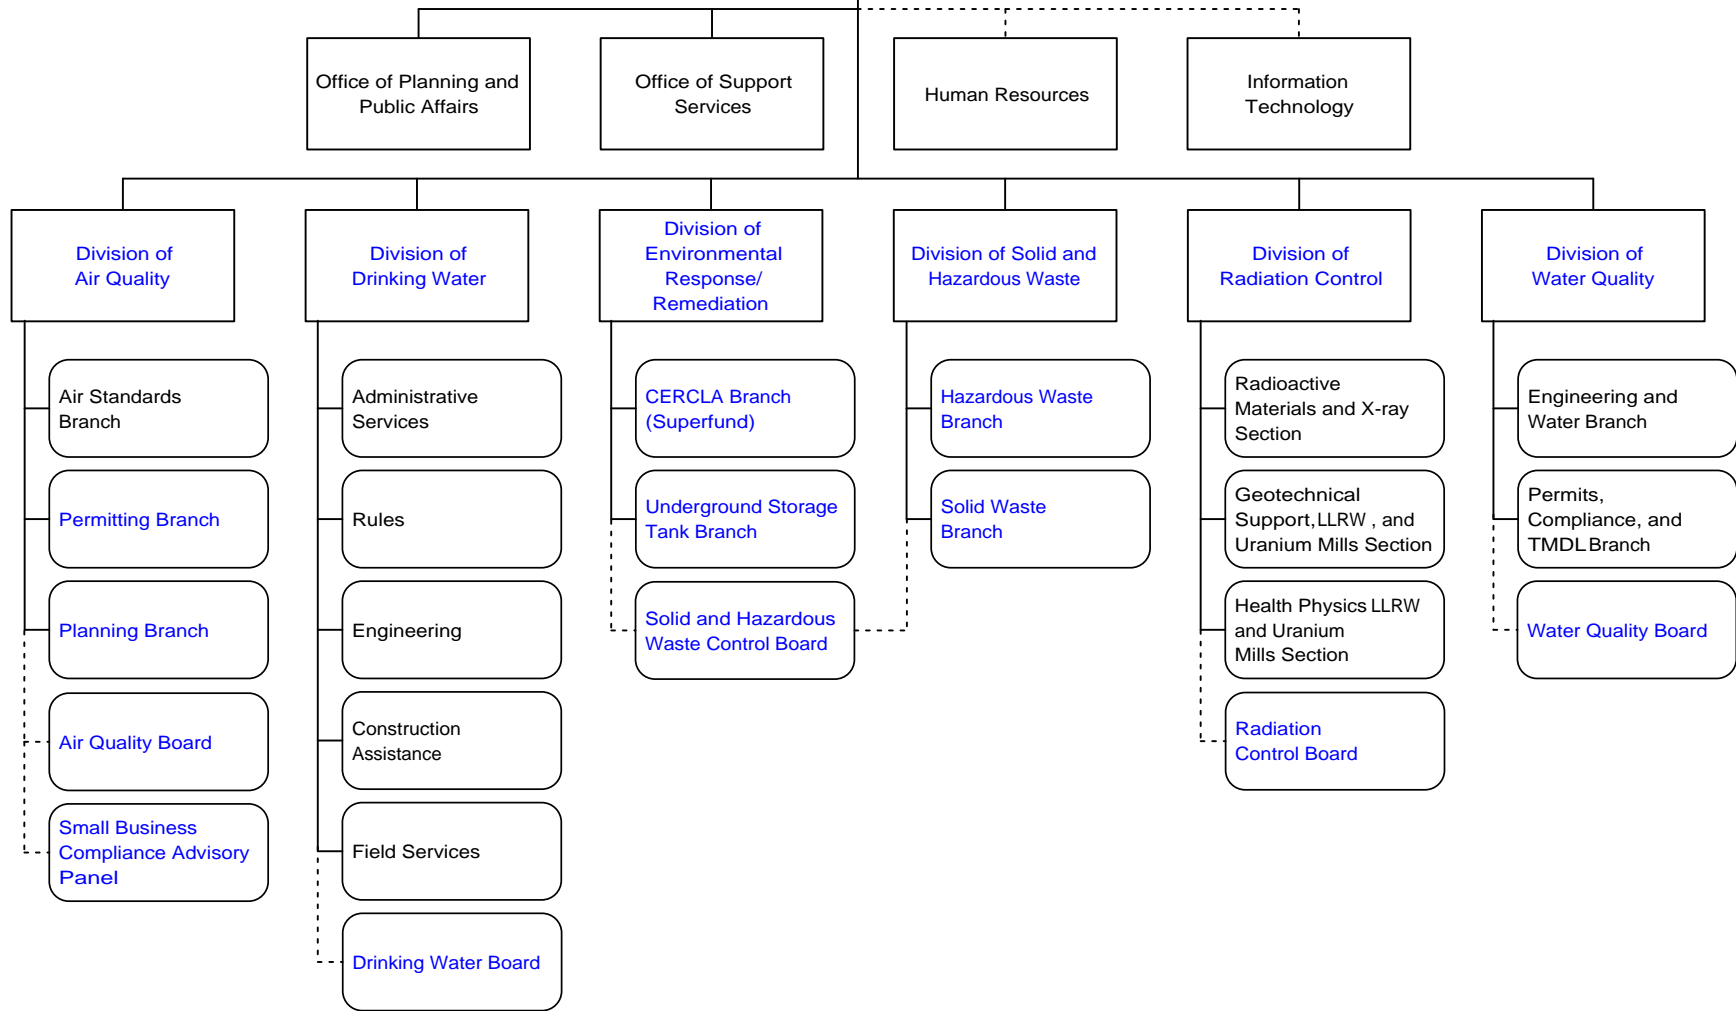 Office of Planning and
Public Affairs
Office of Support
Services
Human Resources
Information
Technology
Division of
Air Quality
Division of
Drinking Water
Division of
Environmental
Response/
Remediation
Division of Solid and
Hazardous Waste
Division of
Radiation Control
Division of
Water Quality
Air Standards
Branch
Permitting Branch
Planning Branch
Air Quality Board
Small Business
Compliance Advisory
Panel
Administrative
Services
Rules
Engineering
Construction
Assistance
Field Services
Drinking Water Board
CERCLA Branch
(Superfund)
Underground Storage
Tank Branch
Solid and Hazardous
Waste Control Board
Hazardous Waste
Branch
Solid Waste
Branch
Radioactive
Materials and X-ray
Section
Geotechnical
Support, LLRW , and
Uranium Mills Section
Health Physics LLRW
and Uranium
Mills Section
Radiation
Control Board
Engineering and
Water Branch
Permits,
Compliance, and
TMDL Branch
Water Quality Board